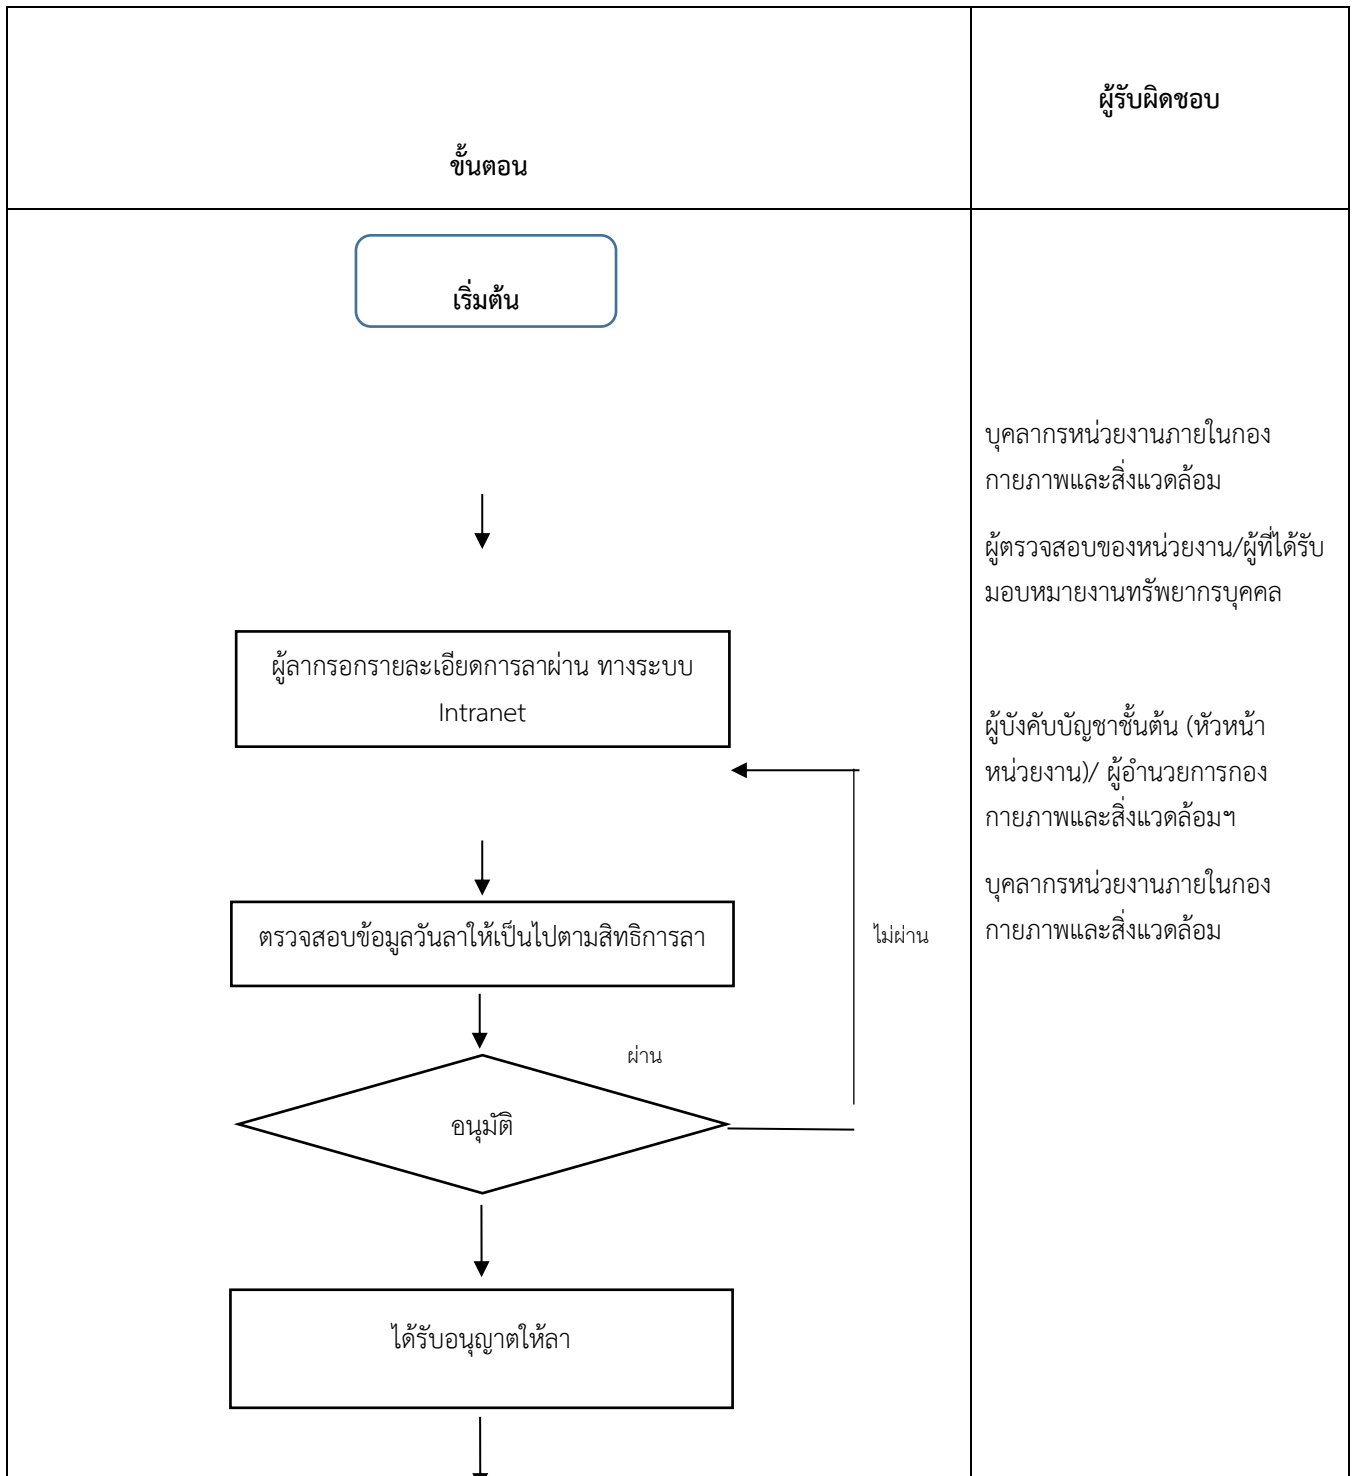 ขั้นตอน
ผู้รับผิดชอบ
เริ่มต้น
ผู้ลากรอกรายละเอียดการลาผ่าน ทางระบบ
Intranet
ตรวจสอบข้อมูลวันลาให้เป็นไปตามสิทธิการลา
ไม่ผ่าน
ผ่าน
อนุมัติ
ได้รับอนุญาตให้ลา
บุคลากรหน่วยงานภายในกอง
กายภาพและสิ่งแวดล้อม
ผู้ตรวจสอบของหน่วยงาน/ผู้ที่ได้รับ
มอบหมายงานทรัพยากรบุคคล
ผู้บังคับบัญชาชั้นต้น (หัวหน้า
หน่วยงาน)/ ผู้อำนวยการกอง
กายภาพและสิ่งแวดล้อมฯ
บุคลากรหน่วยงานภายในกอง
กายภาพและสิ่งแวดล้อม